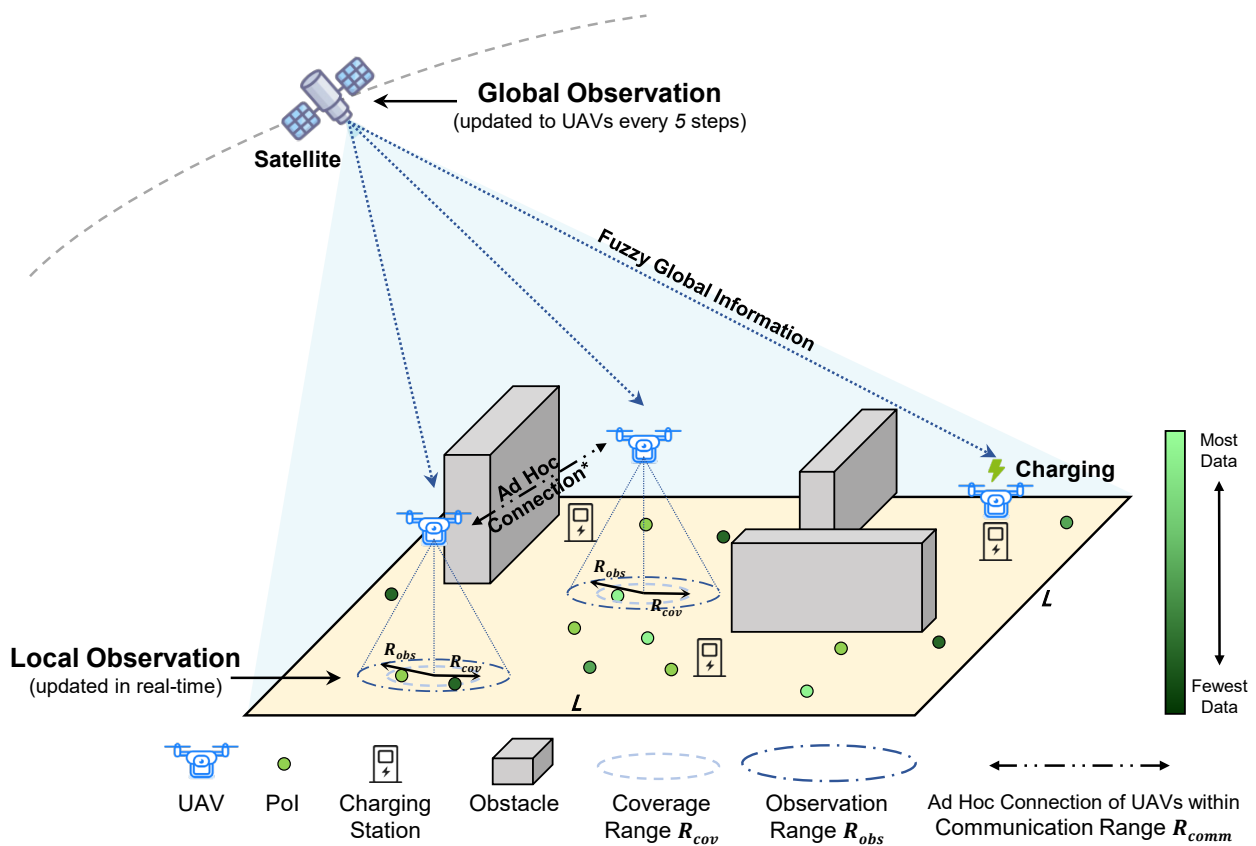 Global Observation
(updated to UAVs every 5 steps)
Satellite
Fuzzy Global Information
Ad Hoc
Connection*
Charging
Most
Data
R_obs
R_cov
L
Local Observation
(updated in real-time)
R_obs
R_cov
L
Fewest
Data
UAV
PoI
Charging
Station
Obstacle
Coverage
Range R_cov
Observation
Range R_obs
Ad Hoc Connection of UAVs within
Communication Range R_comm